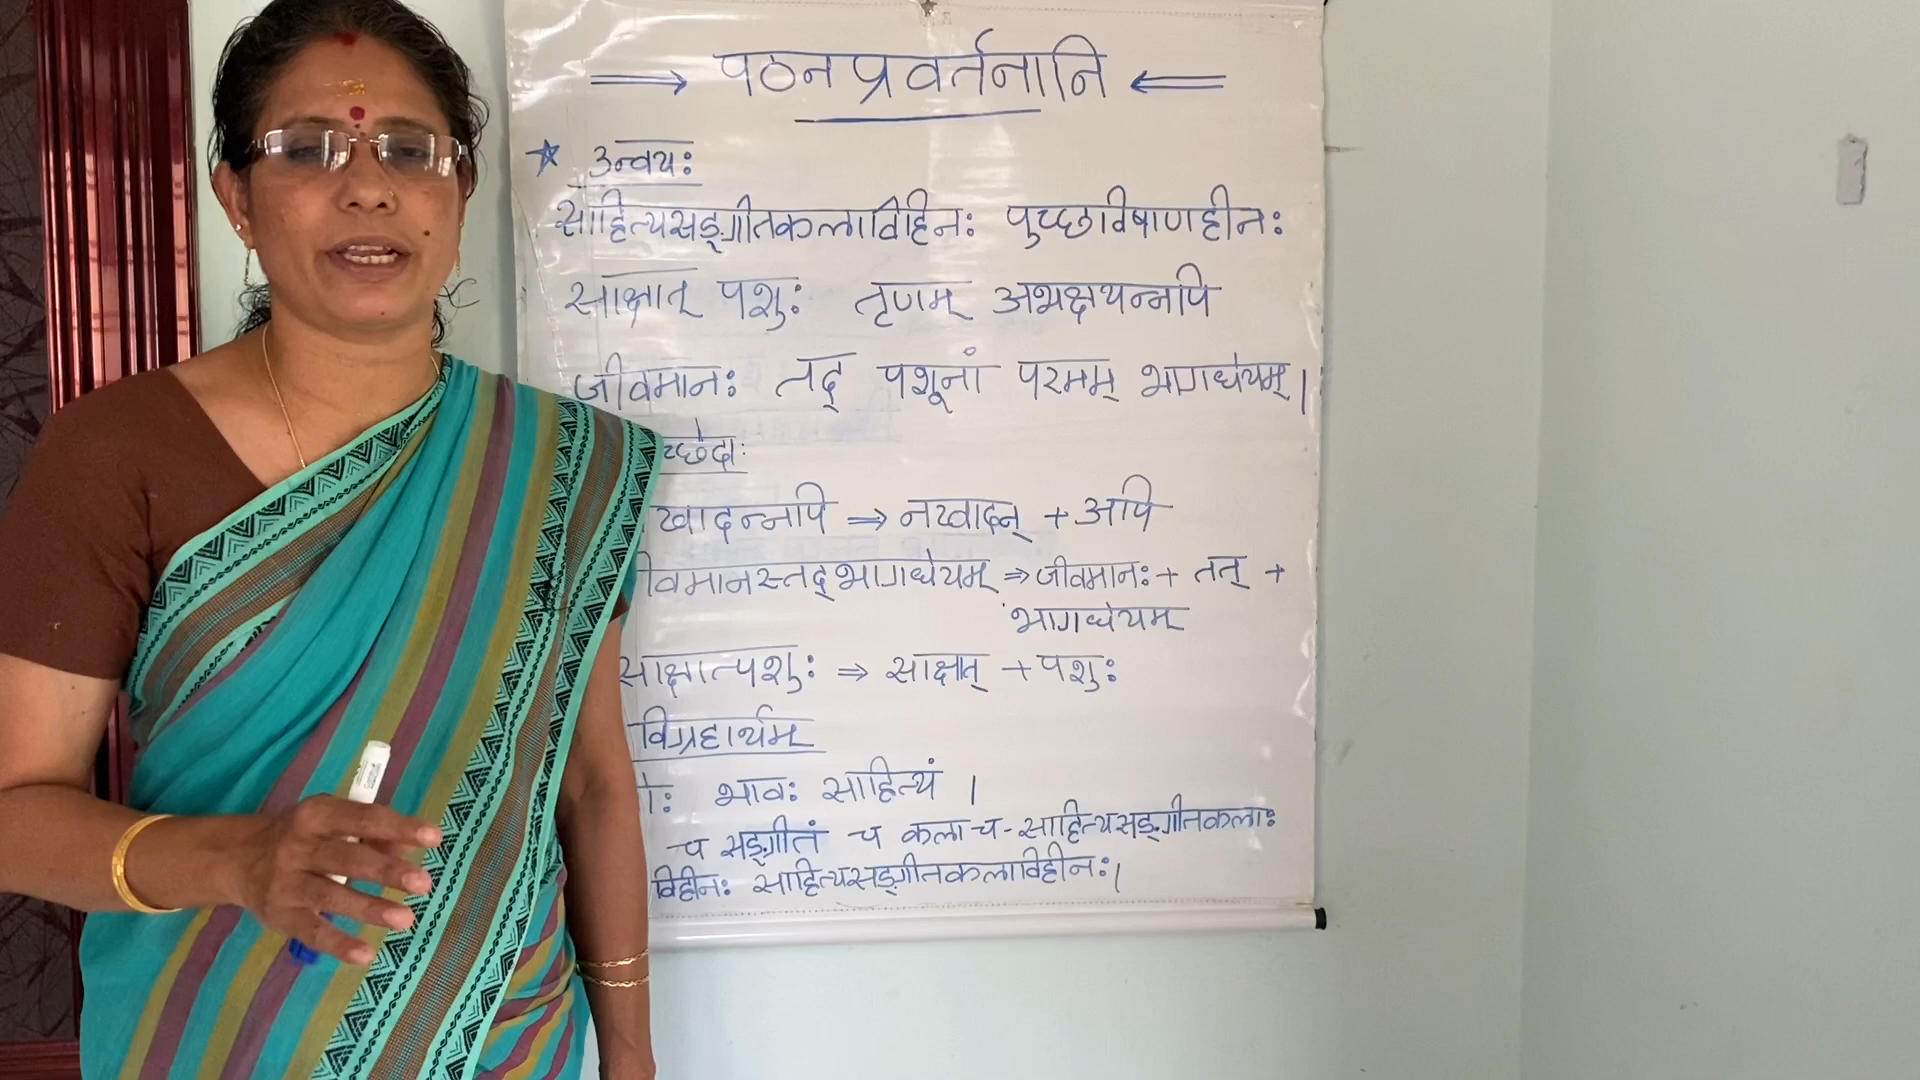 पठनप्रवर्तनानि
अन्वयः
साहित्यसङ्गीतकलाविहिनः पुच्छविषाणहीनः
साक्षात् पशुः तृणम् अभक्षयन्नपि
जीवमानः तद् पशूनां परमम् भागधेयम् ।
च्छेदाः
खादन्नपि ⇒ नखादन् + अपि
जीवमानस्तद्भागधेयम् ⇒ जीवमानः + तत् +
भागधेयम्
साक्षात्पशुः ⇒ साक्षात् + पशुः
विग्रहार्थम्
भावः साहित्यं ।
च सङ्गीतं च कला च - साहित्यसङ्गीतकलाः
विहीनः साहित्यसङ्गीतकलाविहीनः।